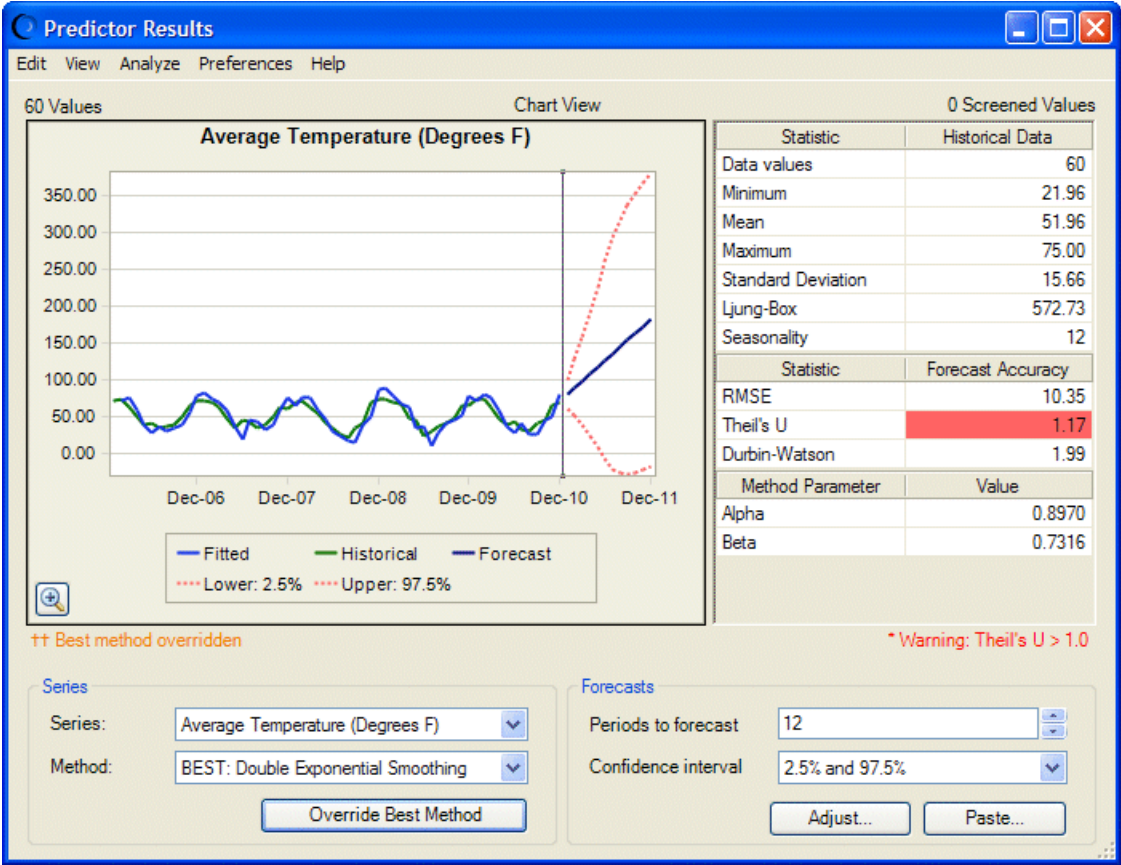 Predictor Results
Edit View Analyze Preferences Help
60 Values Chart View 0 Screened Values
Average Temperature (Degrees F)
350.00
300.00
250.00
200.00
150.00
100.00
50.00
0.00
Dec-06 Dec-07 Dec-08 Dec-09 Dec-10 Dec-11
Fitted Historical Forecast
Lower: 2.5% Upper: 97.5%
Statistic Historical Data
Data values 60
Minimum 21.96
Mean 51.96
Maximum 75.00
Standard Deviation 15.66
Ljung-Box 572.73
Seasonality 12
Statistic Forecast Accuracy
RMSE 10.35
Theil's U 1.17
Durbin-Watson 1.99
Method Parameter Value
Alpha 0.8970
Beta 0.7316
†† Best method overridden * Warning: Theil's U > 1.0
Series
Series: Average Temperature (Degrees F)
Method: BEST: Double Exponential Smoothing
Override Best Method
Forecasts
Periods to forecast 12
Confidence interval 2.5% and 97.5%
Adjust... Paste...